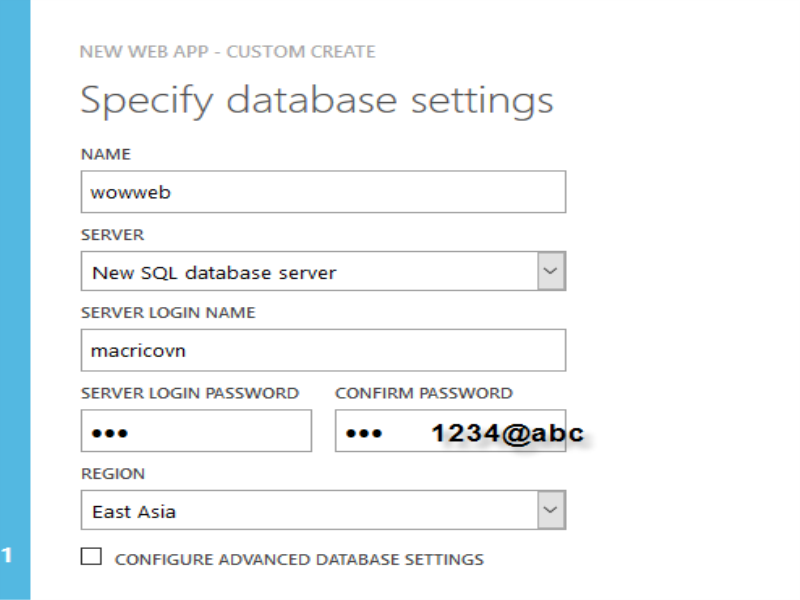 NEW WEB APP - CUSTOM CREATE
Specify database settings
NAME
wowweb
SERVER
New SQL database server
SERVER LOGIN NAME
macricovn
SERVER LOGIN PASSWORD CONFIRM PASSWORD
●●● ●●● 1234@abc
REGION
East Asia
1
CONFIGURE ADVANCED DATABASE SETTINGS